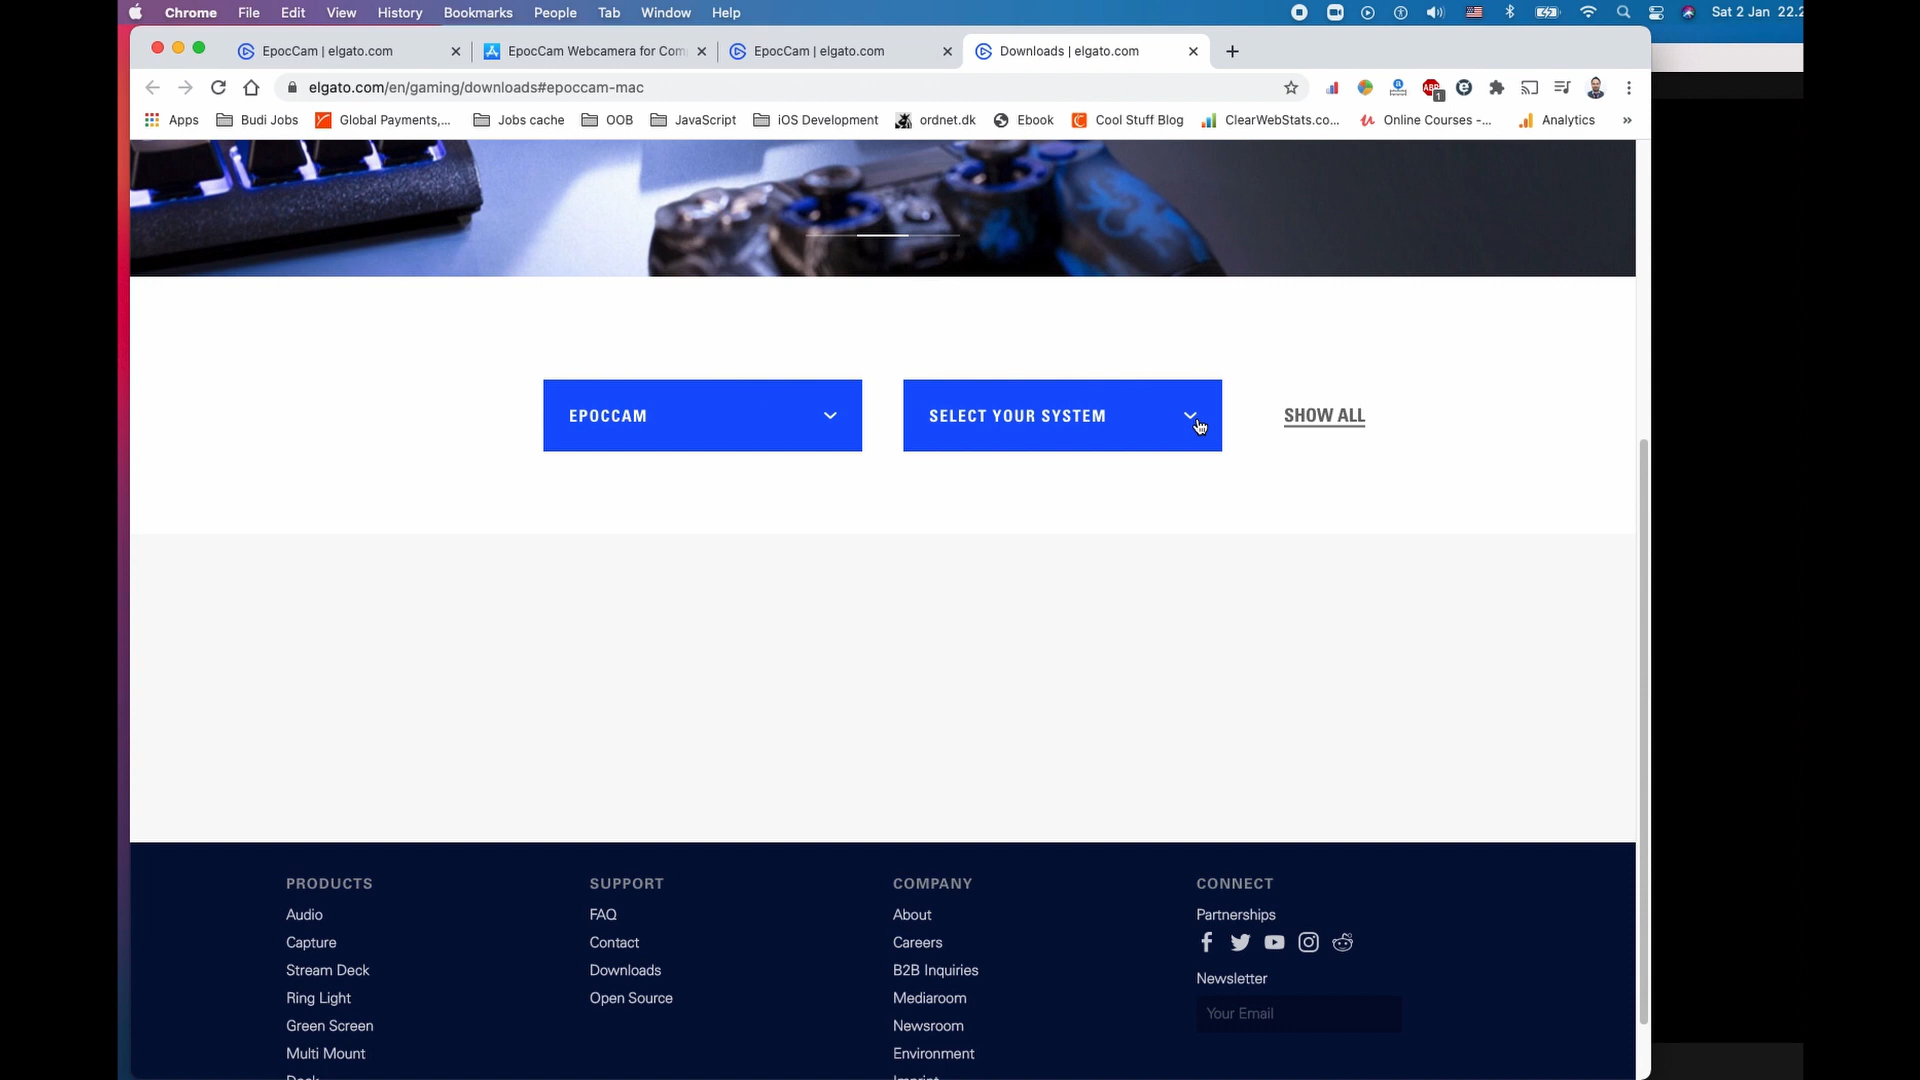 Chrome File Edit View History Bookmarks People Tab Window Help Sat 2 Jan 22.2
EpocCam | elgato.com EpocCam Webcamera for Com EpocCam | elgato.com Downloads | elgato.com
elgato.com/en/gaming/downloads#epoccam-mac
ABP 1
Apps Budi Jobs Global Payments,... Jobs cache OOB JavaScript iOS Development ordnet.dk Ebook Cool Stuff Blog ClearWebStats.co... Online Courses -... Analytics »
EPOCCAM SELECT YOUR SYSTEM SHOW ALL
PRODUCTS SUPPORT COMPANY CONNECT
Audio FAQ About Partnerships
Capture Contact Careers
Stream Deck Downloads B2B Inquiries
Newsletter
Ring Light Open Source Mediaroom
Your Email
Green Screen Newsroom
Multi Mount Environment